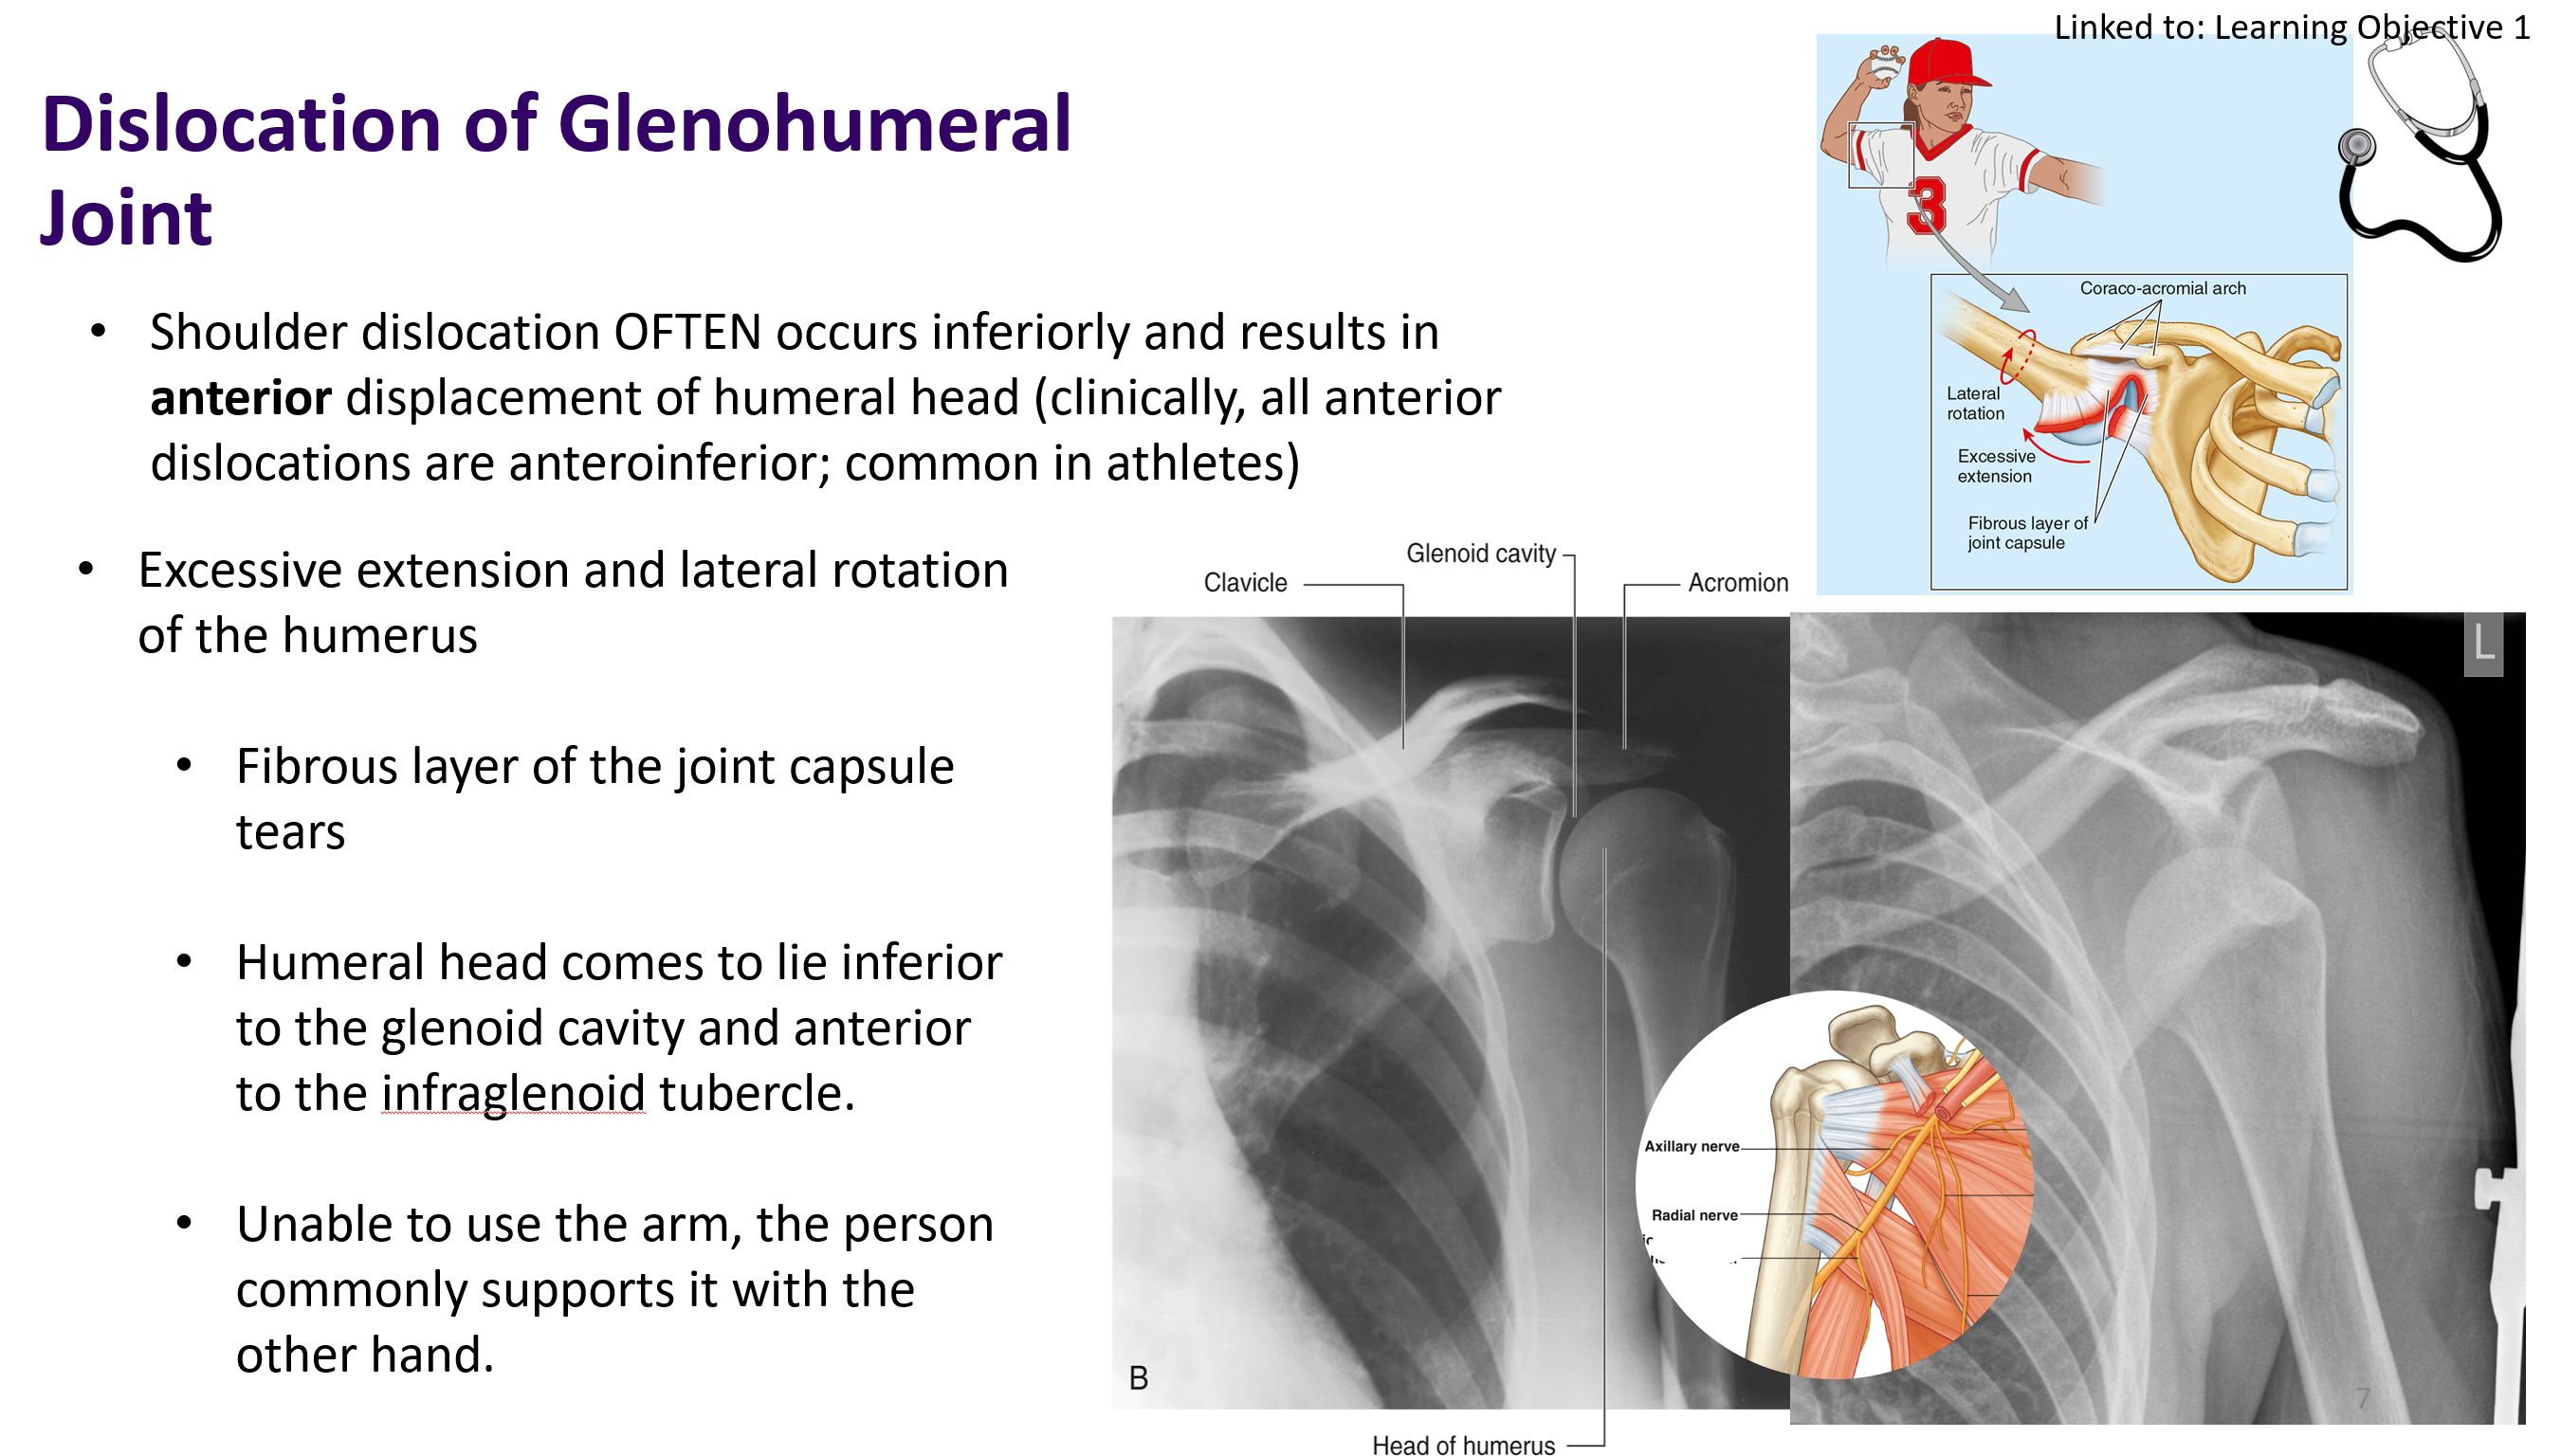 Linked to: Learning Objective 1
Dislocation of Glenohumeral
Joint
• Shoulder dislocation OFTEN occurs inferiorly and results in
anterior displacement of humeral head (clinically, all anterior
dislocations are anteroinferior; common in athletes)
• Excessive extension and lateral rotation
of the humerus
• Fibrous layer of the joint capsule
tears
• Humeral head comes to lie inferior
to the glenoid cavity and anterior
to the infraglenoid tubercle.
• Unable to use the arm, the person
commonly supports it with the
other hand.
3
Coraco-acromial arch
Lateral
rotation
Excessive
extension
Fibrous layer of
joint capsule
Glenoid cavity
Clavicle
Acromion
L
Axillary nerve
Radial nerve
B
7
Head of humerus